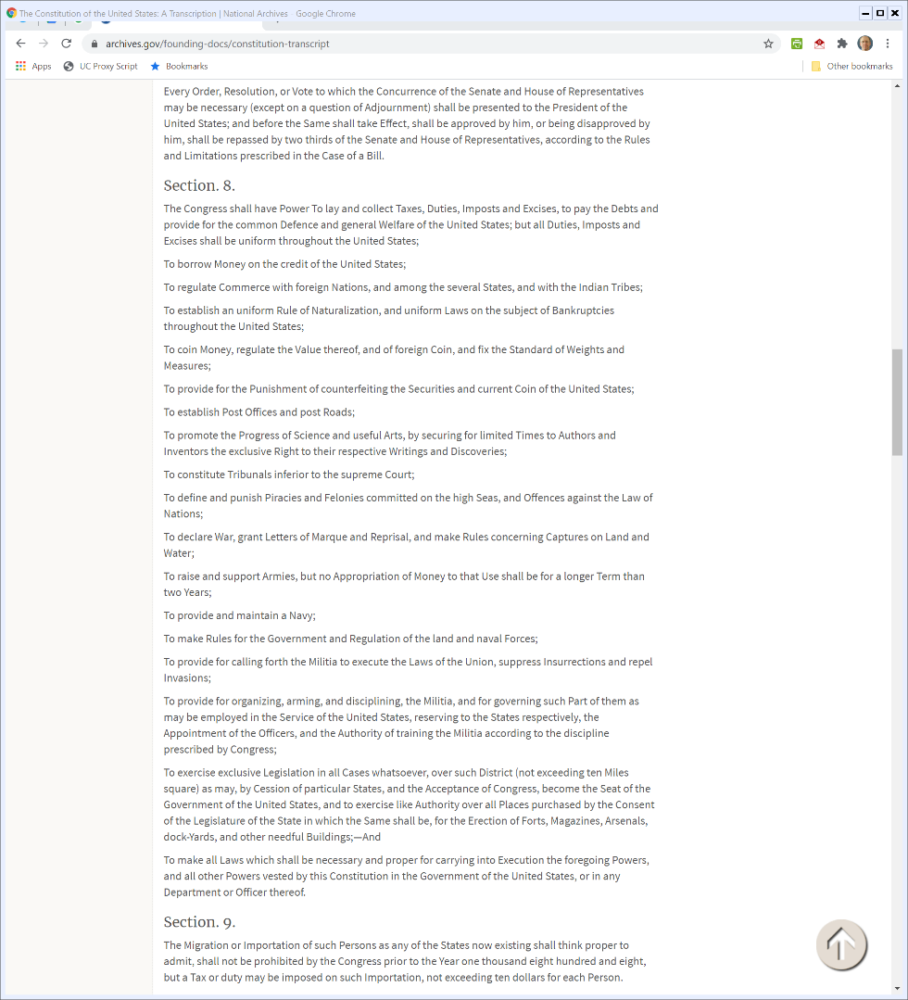 The Constitution of the United States: A Transcription | National Archives - Google Chrome
archives.gov/founding-docs/constitution-transcript
Apps UC Proxy Script Bookmarks Other bookmarks
Every Order, Resolution, or Vote to which the Concurrence of the Senate and House of Representatives
may be necessary (except on a question of Adjournment) shall be presented to the President of the
United States; and before the Same shall take Effect, shall be approved by him, or being disapproved by
him, shall be repassed by two thirds of the Senate and House of Representatives, according to the Rules
and Limitations prescribed in the Case of a Bill.
Section. 8.
The Congress shall have Power To lay and collect Taxes, Duties, Imposts and Excises, to pay the Debts and
provide for the common Defence and general Welfare of the United States; but all Duties, Imposts and
Excises shall be uniform throughout the United States;
To borrow Money on the credit of the United States;
To regulate Commerce with foreign Nations, and among the several States, and with the Indian Tribes;
To establish an uniform Rule of Naturalization, and uniform Laws on the subject of Bankruptcies
throughout the United States;
To coin Money, regulate the Value thereof, and of foreign Coin, and fix the Standard of Weights and
Measures;
To provide for the Punishment of counterfeiting the Securities and current Coin of the United States;
To establish Post Offices and post Roads;
To promote the Progress of Science and useful Arts, by securing for limited Times to Authors and
Inventors the exclusive Right to their respective Writings and Discoveries;
To constitute Tribunals inferior to the supreme Court;
To define and punish Piracies and Felonies committed on the high Seas, and Offences against the Law of
Nations;
To declare War, grant Letters of Marque and Reprisal, and make Rules concerning Captures on Land and
Water;
To raise and support Armies, but no Appropriation of Money to that Use shall be for a longer Term than
two Years;
To provide and maintain a Navy;
To make Rules for the Government and Regulation of the land and naval Forces;
To provide for calling forth the Militia to execute the Laws of the Union, suppress Insurrections and repel
Invasions;
To provide for organizing, arming, and disciplining, the Militia, and for governing such Part of them as
may be employed in the Service of the United States, reserving to the States respectively, the
Appointment of the Officers, and the Authority of training the Militia according to the discipline
prescribed by Congress;
To exercise exclusive Legislation in all Cases whatsoever, over such District (not exceeding ten Miles
square) as may, by Cession of particular States, and the Acceptance of Congress, become the Seat of the
Government of the United States, and to exercise like Authority over all Places purchased by the Consent
of the Legislature of the State in which the Same shall be, for the Erection of Forts, Magazines, Arsenals,
dock-Yards, and other needful Buildings;—And
To make all Laws which shall be necessary and proper for carrying into Execution the foregoing Powers,
and all other Powers vested by this Constitution in the Government of the United States, or in any
Department or Officer thereof.
Section. 9.
The Migration or Importation of such Persons as any of the States now existing shall think proper to
admit, shall not be prohibited by the Congress prior to the Year one thousand eight hundred and eight,
but a Tax or duty may be imposed on such Importation, not exceeding ten dollars for each Person.